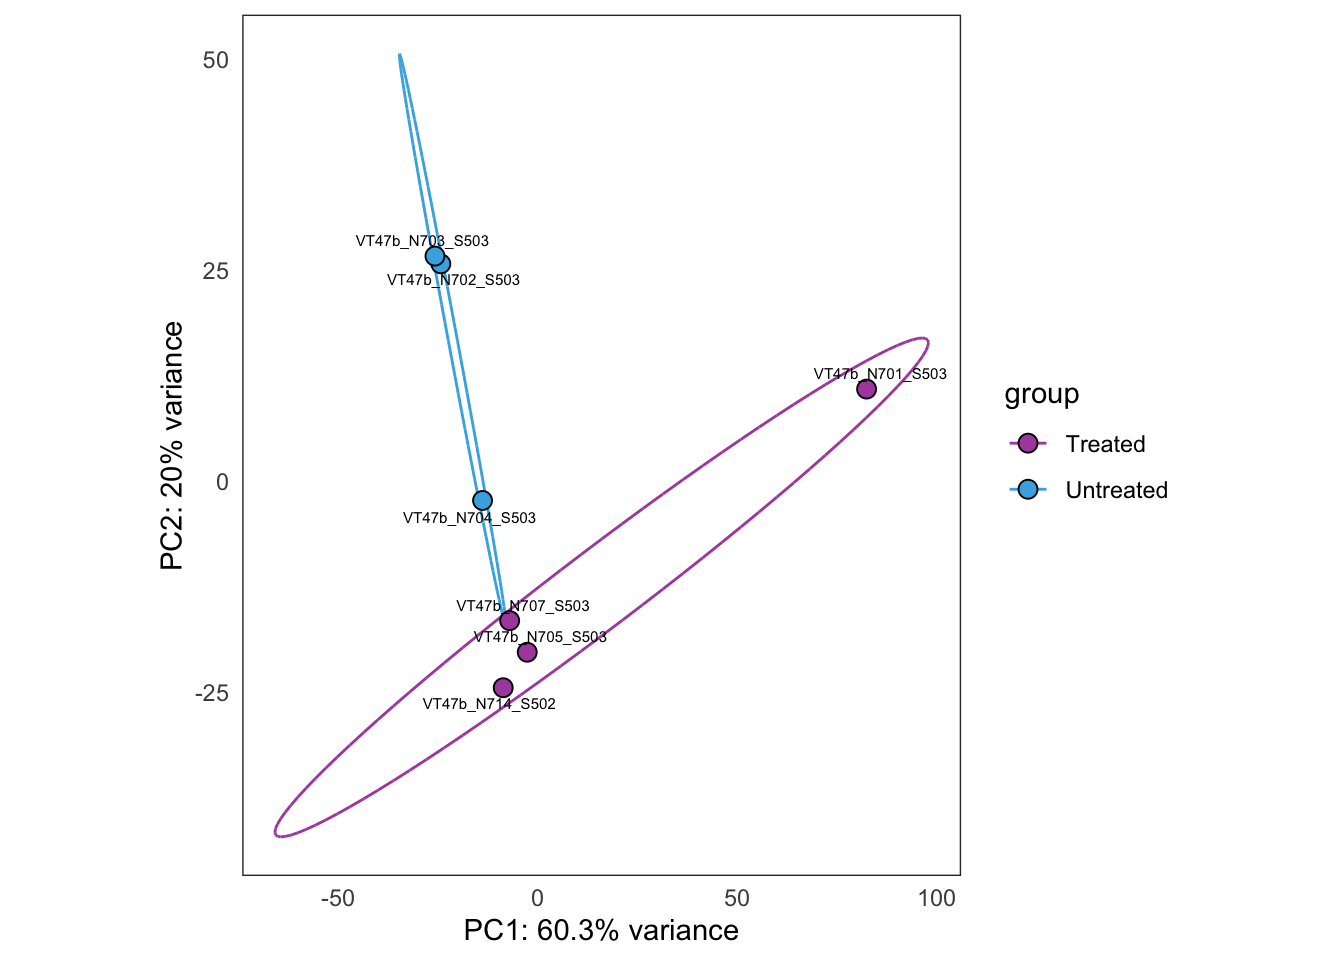 50
25
0
-25
-50
0
50
100
PC2: 20% variance
PC1: 60.3% variance
VT47b_N703_S503
VT47b_N702_S503
VT47b_N701_S503
VT47b_N704_S503
VT47b_N707_S503
VT47b_N705_S503
VT47b_N714_S502
group
Treated
Untreated